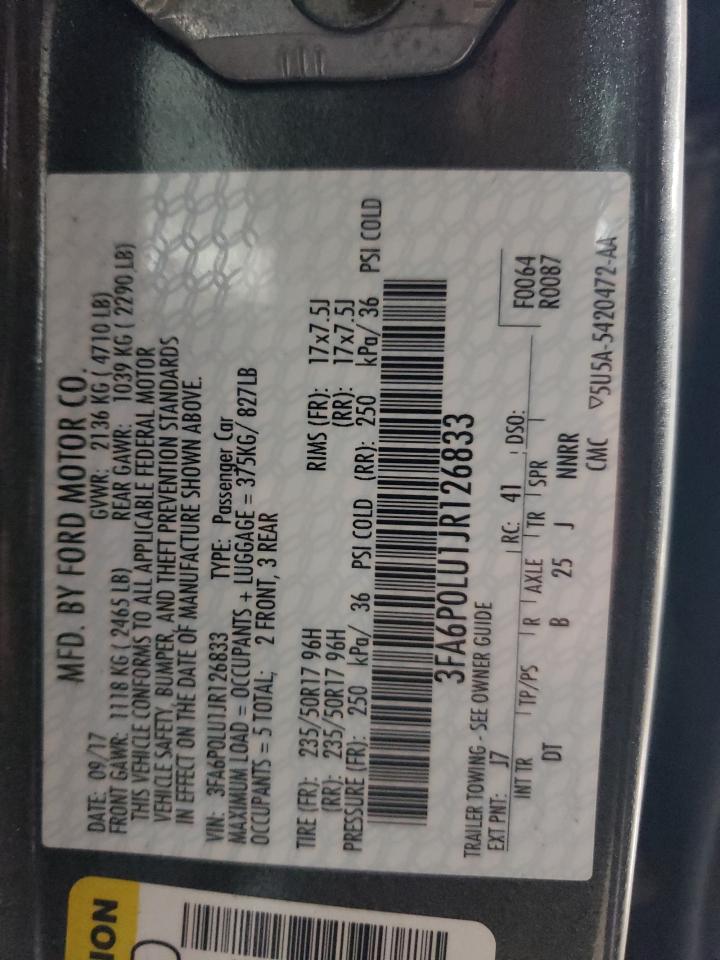 MFD. BY FORD MOTOR CO.
DATE: 09/17 GVWR: 2136 KG ( 4710 LB)
FRONT GAWR: 1118 KG ( 2465 LB) REAR GAWR: 1039 KG ( 2290 LB)
THIS VEHICLE CONFORMS TO ALL APPLICABLE FEDERAL MOTOR
VEHICLE SAFETY, BUMPER, AND THEFT PREVENTION STANDARDS
IN EFFECT ON THE DATE OF MANUFACTURE SHOWN ABOVE.
VIN: 3FA6P0LU1JR126833 TYPE: Passenger Car
MAXIMUM LOAD = OCCUPANTS + LUGGAGE = 375KG/ 827LB
OCCUPANTS = 5 TOTAL; 2 FRONT, 3 REAR
TIRE (FR): 235/50R17 96H RIMS (FR): 17x7.5J
(RR): 235/50R17 96H (RR): 17x7.5J
PRESSURE (FR): 250 kPa/ 36 PSI COLD (RR): 250 kPa/ 36 PSI COLD
3FA6P0LU1JR126833
TRAILER TOWING - SEE OWNER GUIDE
EXT PNT: J7 RC: 41 DSO: F0064
INT TR TP/PS R AXLE TR SPR R0087
DT B 25 J NNRR
CMC ▽5U5A-5420472-AA
ION